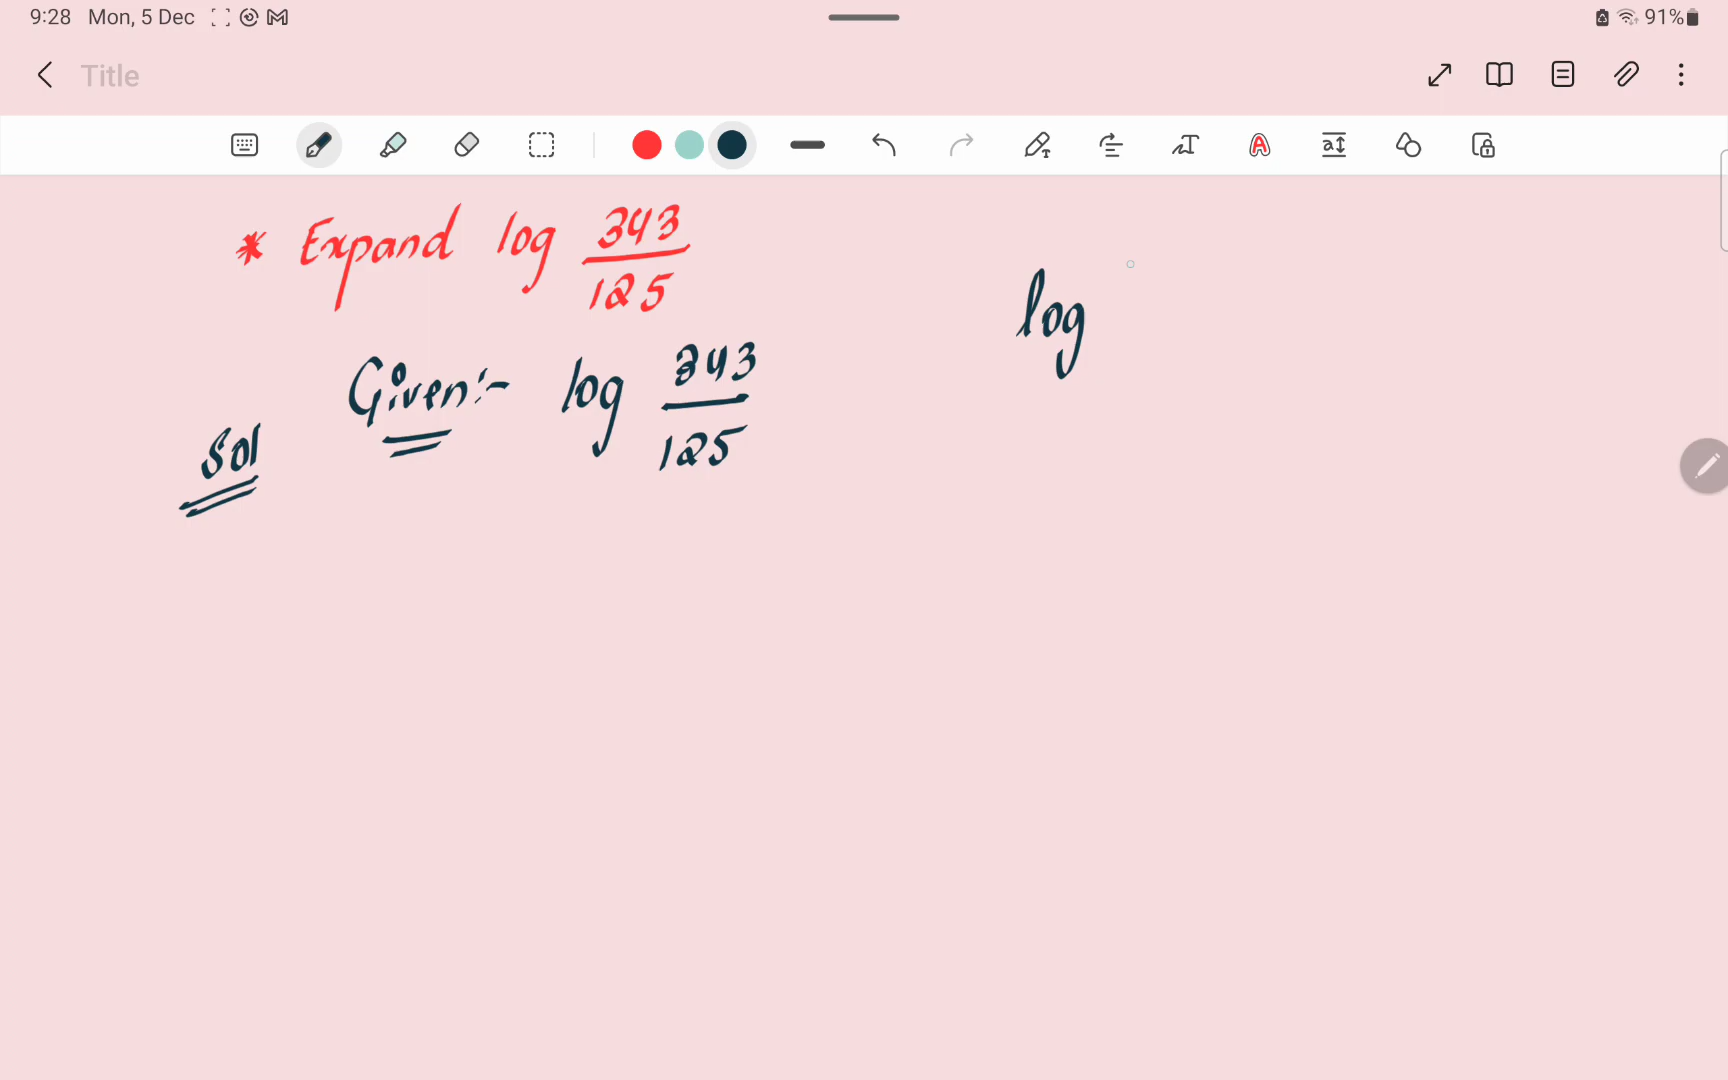 9:28 Mon, 5 Dec 91%
Title
* Expand log 343/125
log
Given:- log 343/125
Sol